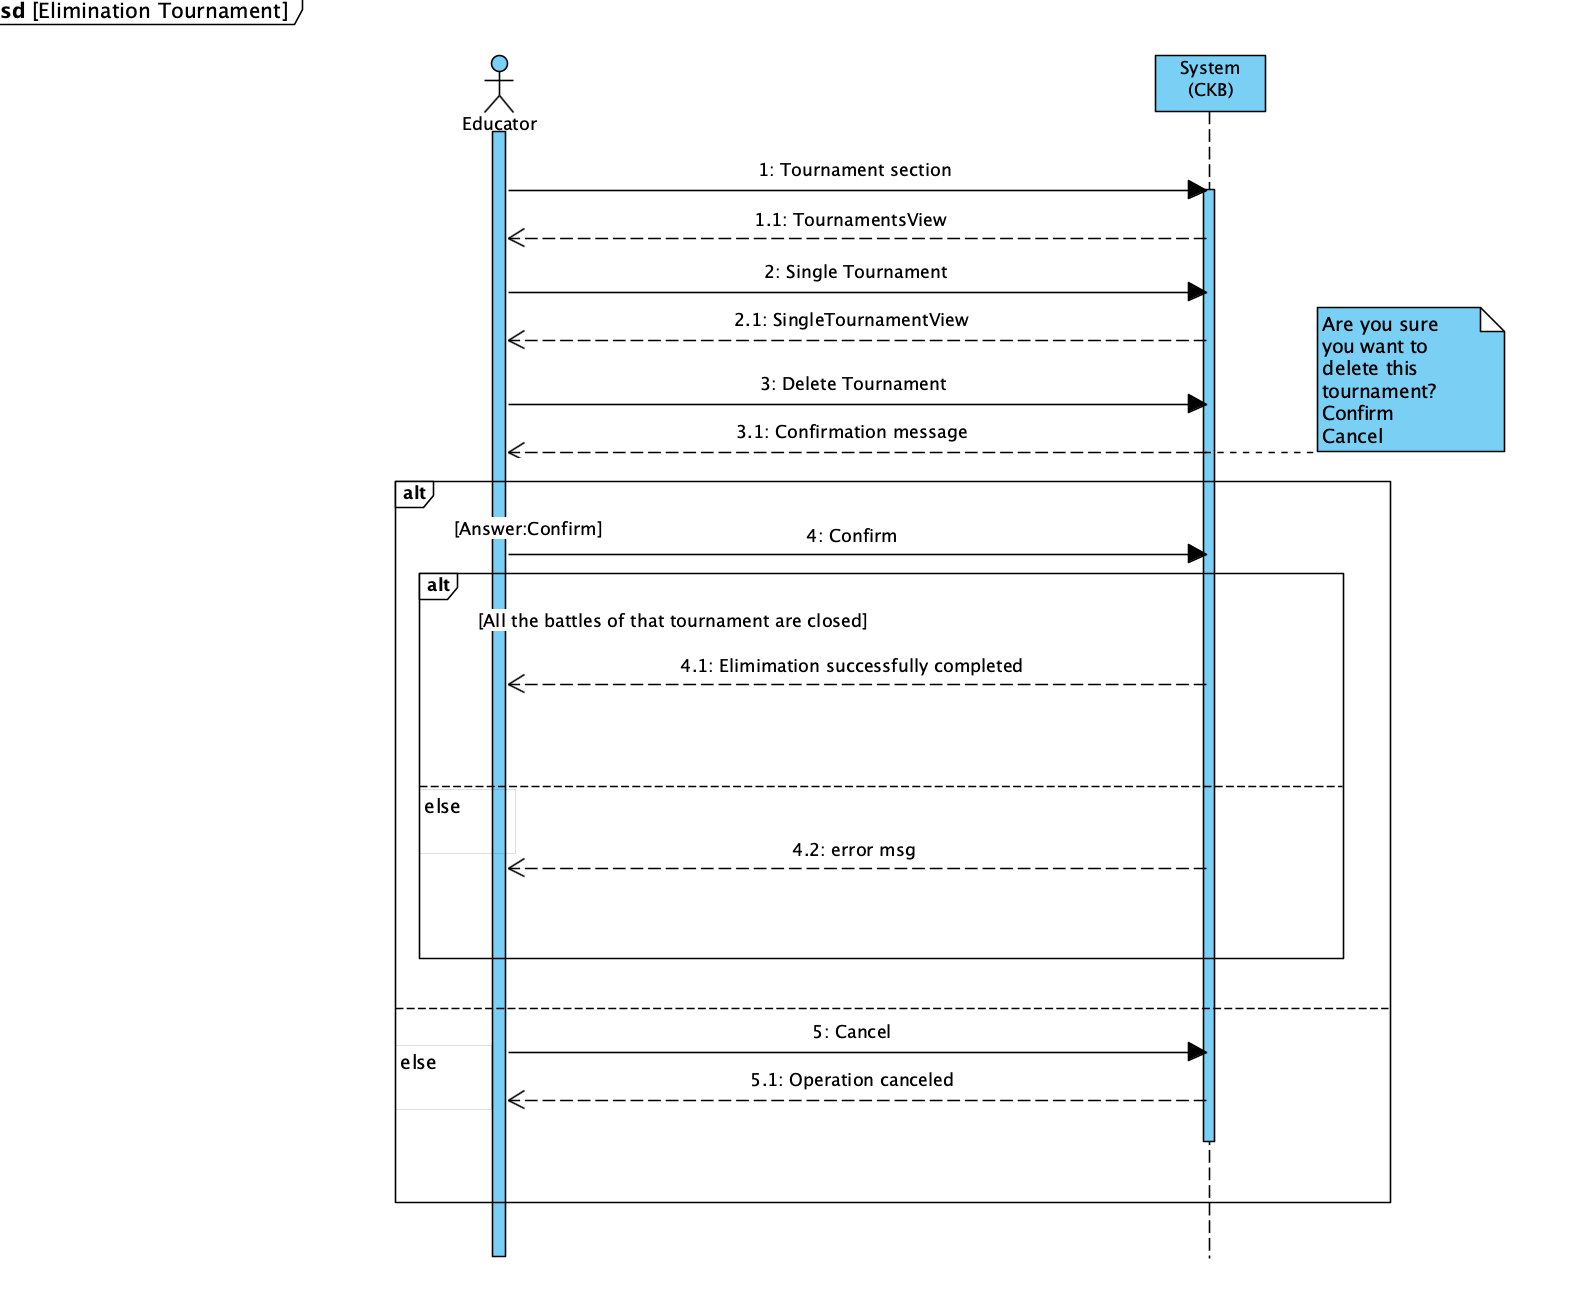 sd [Elimination Tournament]
Educator
System
(CKB)
1: Tournament section
1.1: TournamentsView
2: Single Tournament
2.1: SingleTournamentView
Are you sure
you want to
delete this
tournament?
Confirm
Cancel
3: Delete Tournament
3.1: Confirmation message
alt
[Answer:Confirm]
4: Confirm
alt
[All the battles of that tournament are closed]
4.1: Elimimation successfully completed
else
4.2: error msg
5: Cancel
else
5.1: Operation canceled